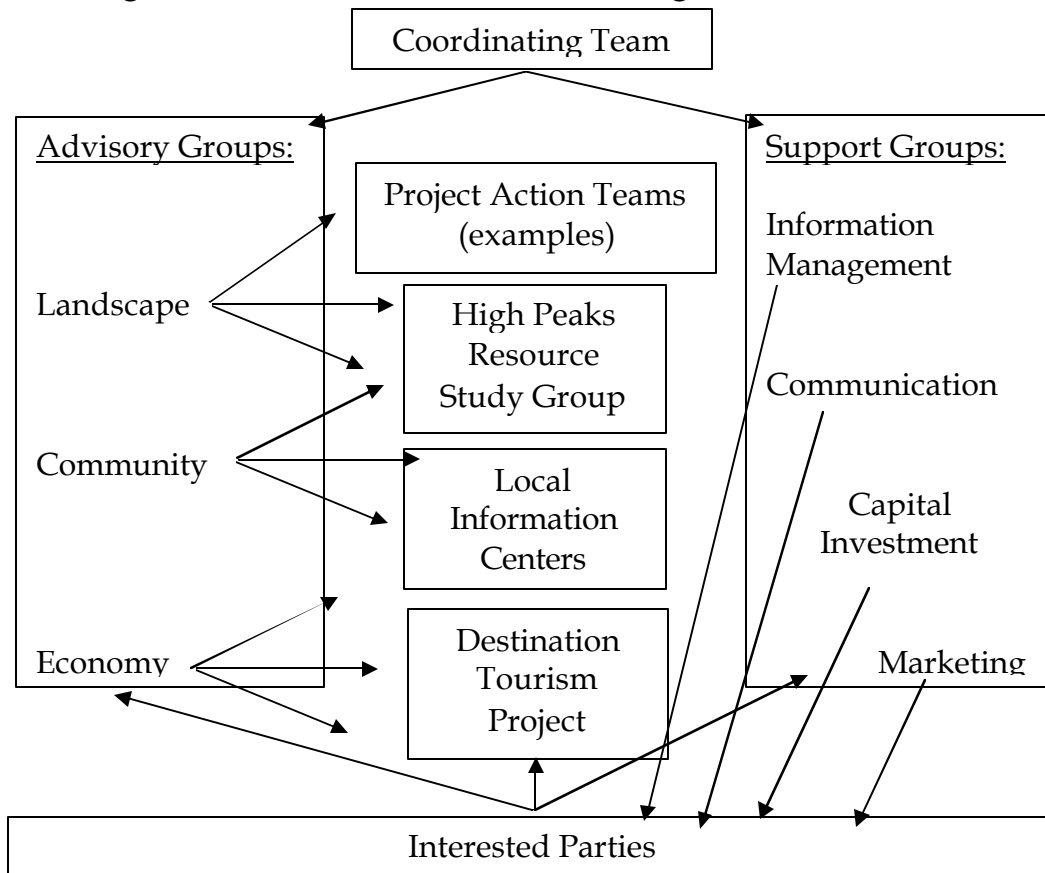 Coordinating Team
Advisory Groups:
Landscape
Community
Economy
Project Action Teams
(examples)
High Peaks
Resource
Study Group
Local
Information
Centers
Destination
Tourism
Project
Support Groups:
Information
Management
Communication
Capital
Investment
Marketing
Interested Parties